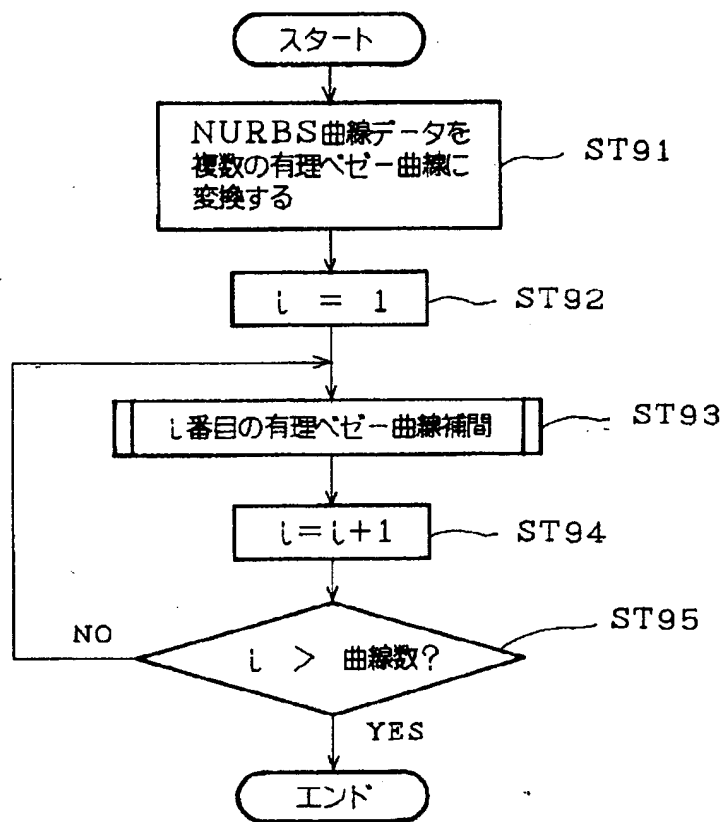 スタート
NURBS曲線データを
複数の有理ベゼー曲線に
変換する
ST91
i = 1
ST92
i番目の有理ベゼー曲線補間
ST93
i=i+1
ST94
NO
i > 曲線数?
ST95
YES
エンド